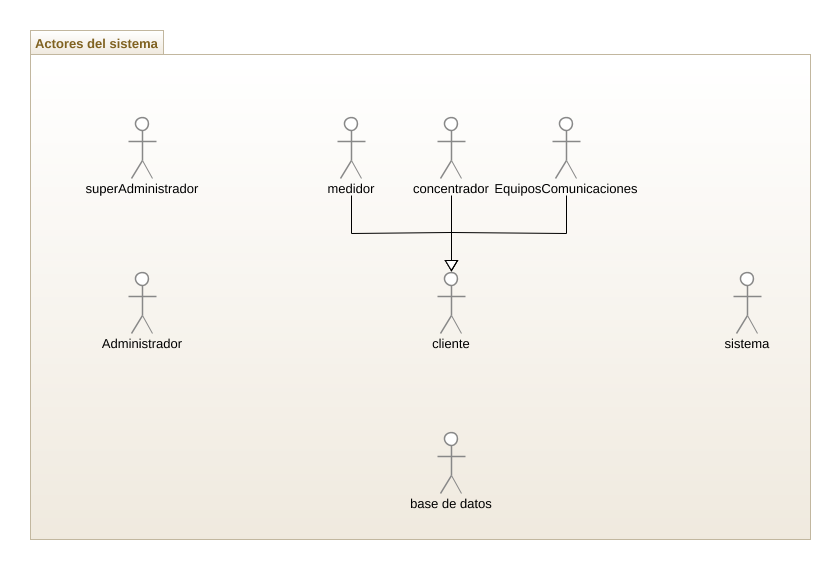 Actores del sistema
superAdministrador
medidor
concentrador
EquiposComunicaciones
Administrador
cliente
sistema
base de datos